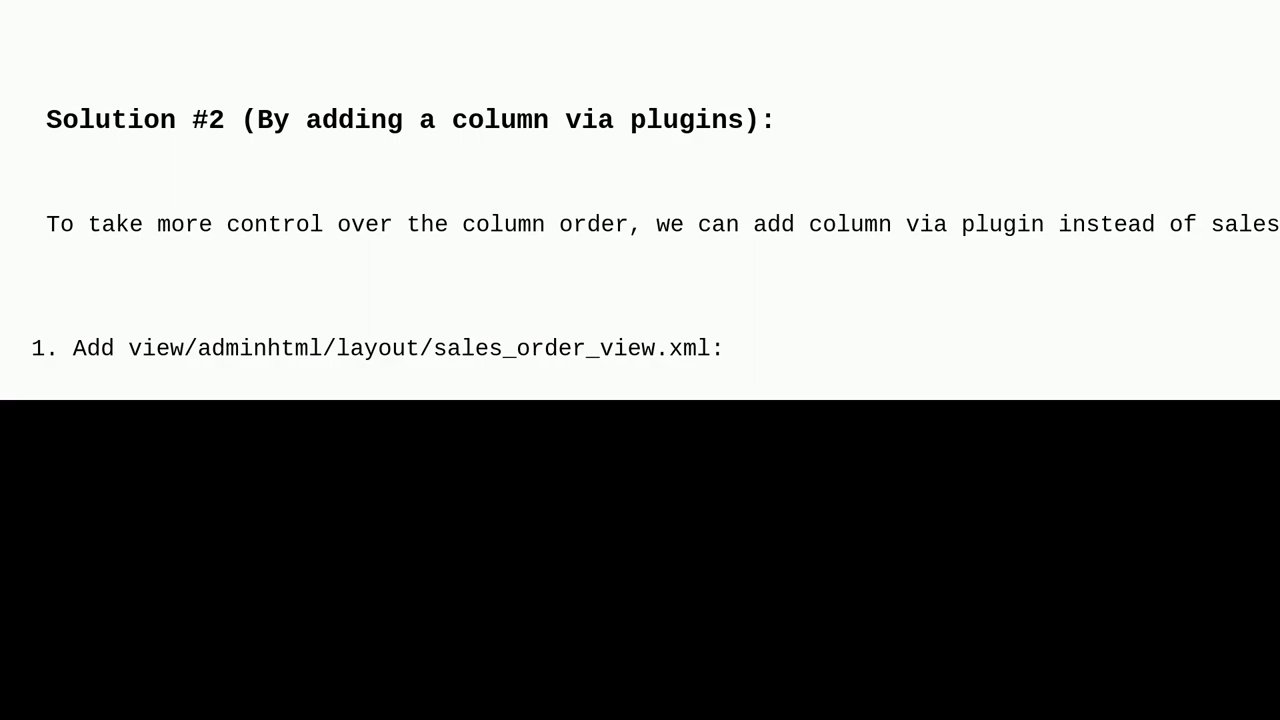 Solution #2 (By adding a column via plugins):
To take more control over the column order, we can add column via plugin instead of sales
1. Add view/adminhtml/layout/sales_order_view.xml: